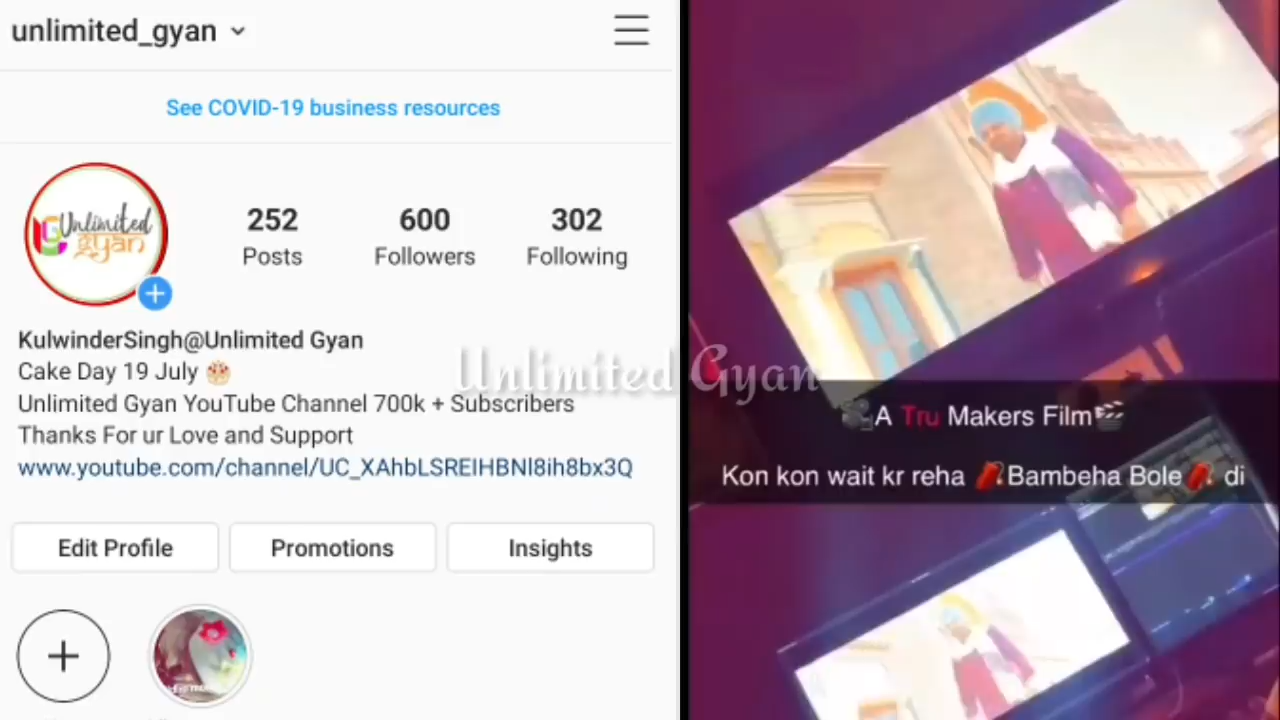 unlimited_gyan
See COVID-19 business resources
Unlimited
ज्ञान
252
600
302
Posts
Followers
Following
KulwinderSingh@Unlimited Gyan
Cake Day 19 July 🎂
Unlimited Gyan YouTube Channel 700k + Subscribers
Thanks For ur Love and Support
www.youtube.com/channel/UC_XAhbLSREIHBNl8ih8bx3Q
Edit Profile
Promotions
Insights
Unlimited Gyan
🎥A Tru Makers Film🎬
Kon kon wait kr reha 🧨Bambeha Bole🧨 di